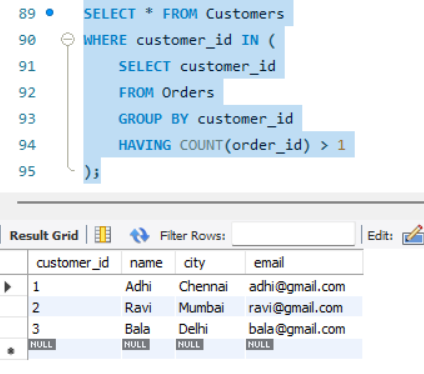 89 SELECT * FROM Customers
90 WHERE customer_id IN (
91 SELECT customer_id
92 FROM Orders
93 GROUP BY customer_id
94 HAVING COUNT(order_id) > 1
95 );
Result Grid Filter Rows: Edit:
customer_id name city email
1 Adhi Chennai adhi@gmail.com
2 Ravi Mumbai ravi@gmail.com
3 Bala Delhi bala@gmail.com
NULL NULL NULL NULL